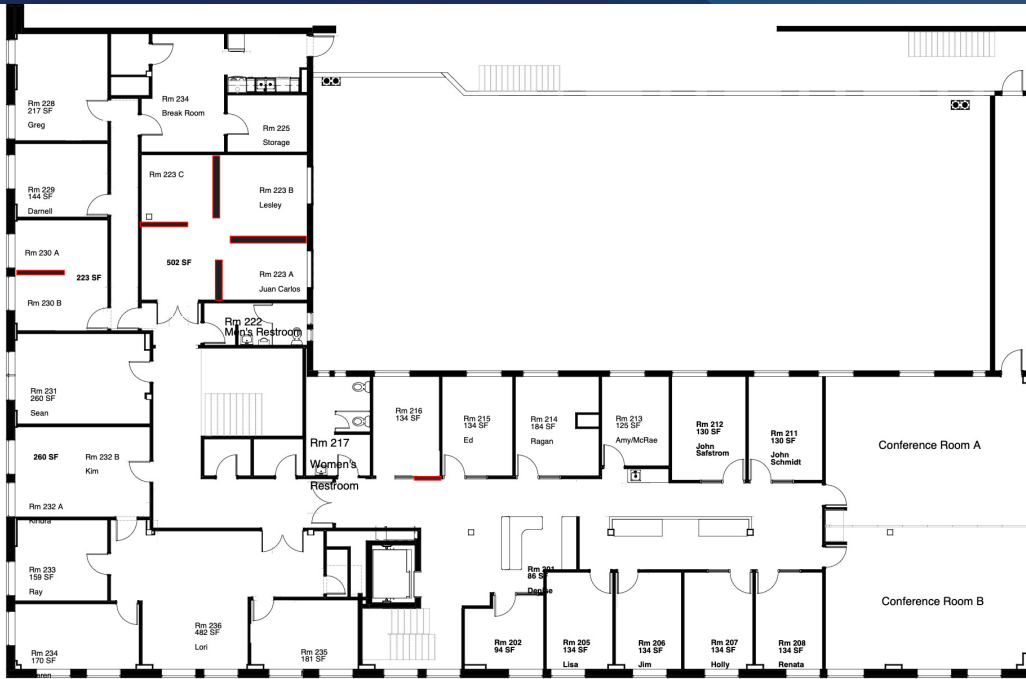 Rm 228
217 SF
Greg
Rm 234
Break Room
Rm 225
Storage
Rm 229
144 SF
Darnell
Rm 223 C
Rm 223 B
Lesley
Rm 230 A
223 SF
Rm 230 B
502 SF
Rm 223 A
Juan Carlos
Rm 222
Men's Restroom
Rm 231
260 SF
Sean
260 SF
Rm 232 B
Kim
Rm 232 A
Kindra
Rm 217
Women's
Restroom
Rm 216
134 SF
Rm 215
134 SF
Ed
Rm 214
184 SF
Ragan
Rm 213
125 SF
Amy/McRae
Rm 212
130 SF
John
Safstrom
Rm 211
130 SF
John
Schmidt
Conference Room A
Rm 233
159 SF
Ray
Rm 234
170 SF
Rm 236
482 SF
Lori
Rm 235
181 SF
Rm 201
86 SF
Denise
Rm 202
94 SF
Rm 205
134 SF
Lisa
Rm 206
134 SF
Jim
Rm 207
134 SF
Holly
Rm 208
134 SF
Renata
Conference Room B